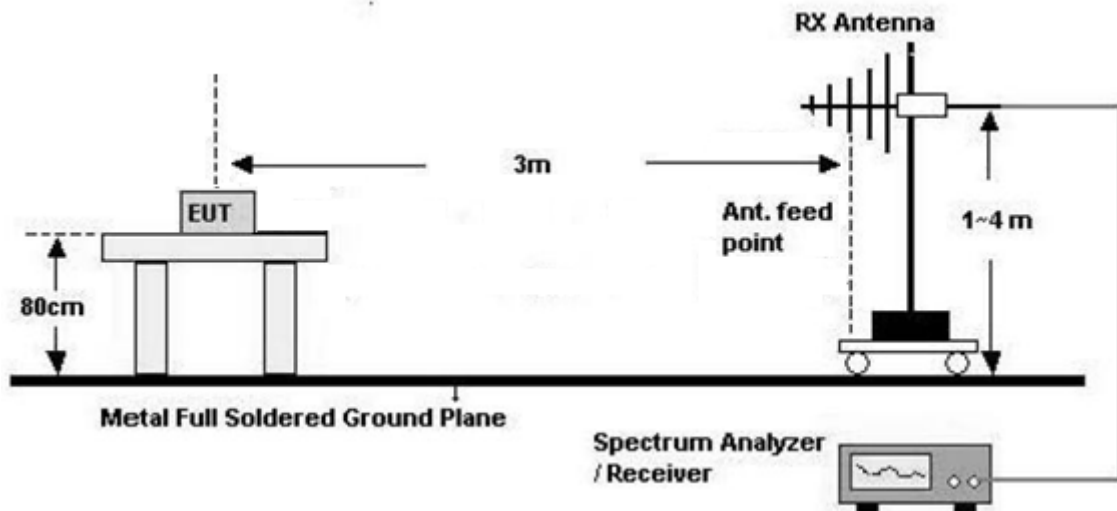 RX Antenna
3m
EUT
Ant. feed
point
1~4 m
80cm
Metal Full Soldered Ground Plane
Spectrum Analyzer
/ Receiver